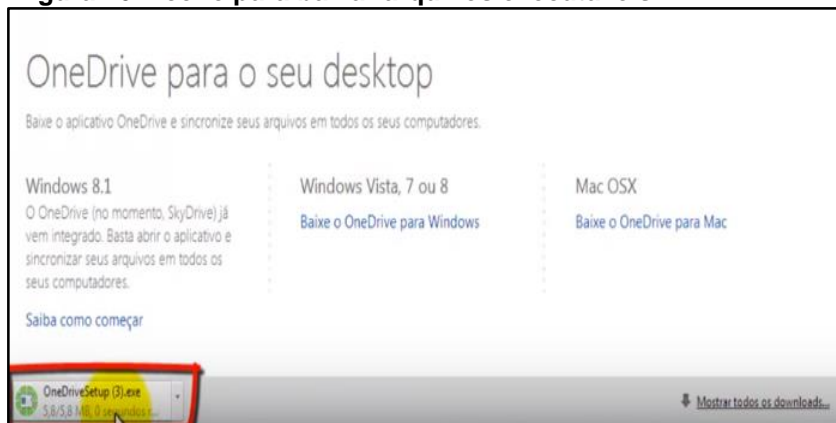 OneDrive para o seu desktop
Baixe o aplicativo OneDrive e sincronize seus arquivos em todos os seus computadores.
Windows 8.1
O OneDrive (no momento, SkyDrive) já
vem integrado. Basta abrir o aplicativo e
sincronizar seus arquivos em todos os
seus computadores.
Saiba como começar
Windows Vista, 7 ou 8
Baixe o OneDrive para Windows
Mac OSX
Baixe o OneDrive para Mac
OneDriveSetup (3).exe
5,8/5,8 MB, 0 segundos r...
Mostrar todos os downloads...